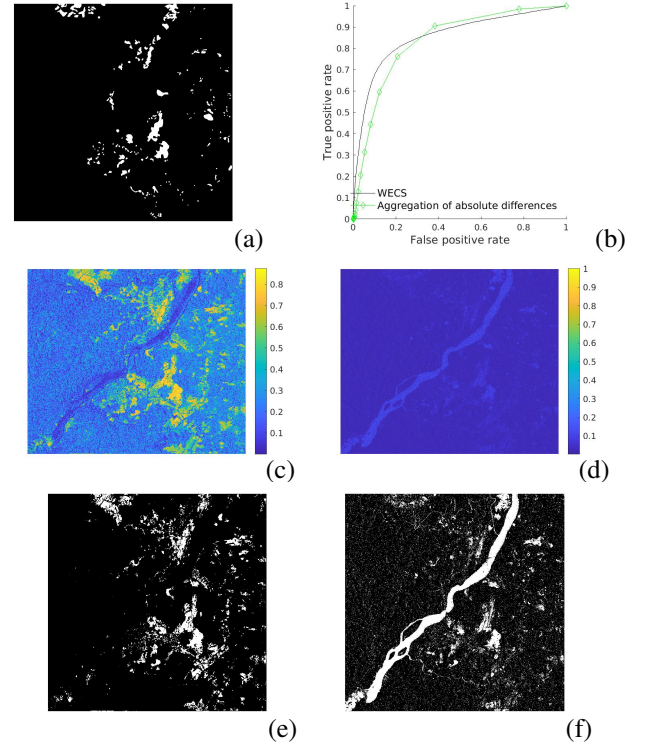 1
0.9
0.8
0.7
0.6
0.5
0.4
0.3
0.2
0.1
0
True positive rate
WECS
Aggregation of absolute differences
0 0.2 0.4 0.6 0.8 1
False positive rate
(a)
(b)
0.8
0.7
0.6
0.5
0.4
0.3
0.2
0.1
(c)
1
0.9
0.8
0.7
0.6
0.5
0.4
0.3
0.2
0.1
(d)
(e)
(f)